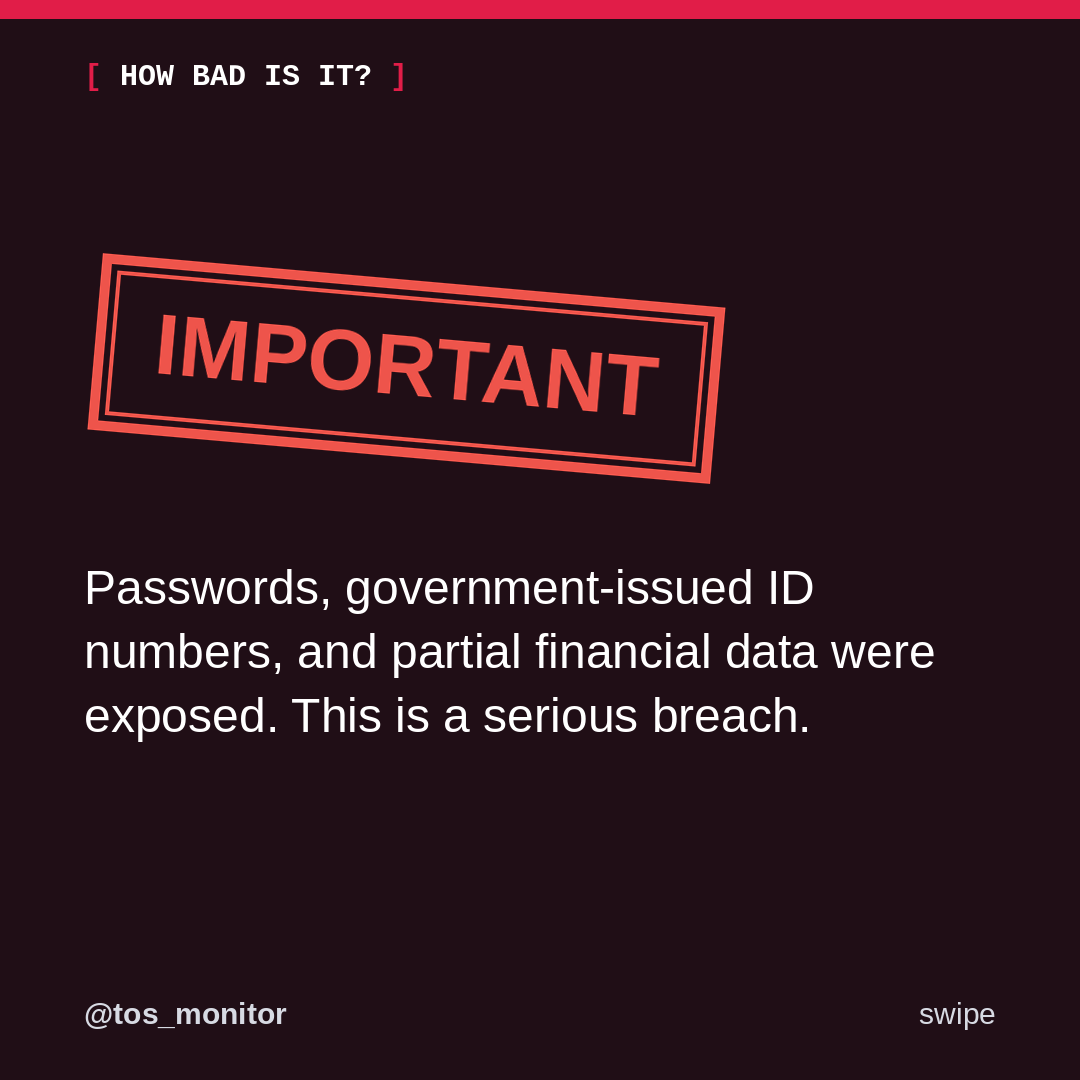 [ HOW BAD IS IT? ]
IMPORTANT
Passwords, government-issued ID
numbers, and partial financial data were
exposed. This is a serious breach.
@tos_monitor
swipe